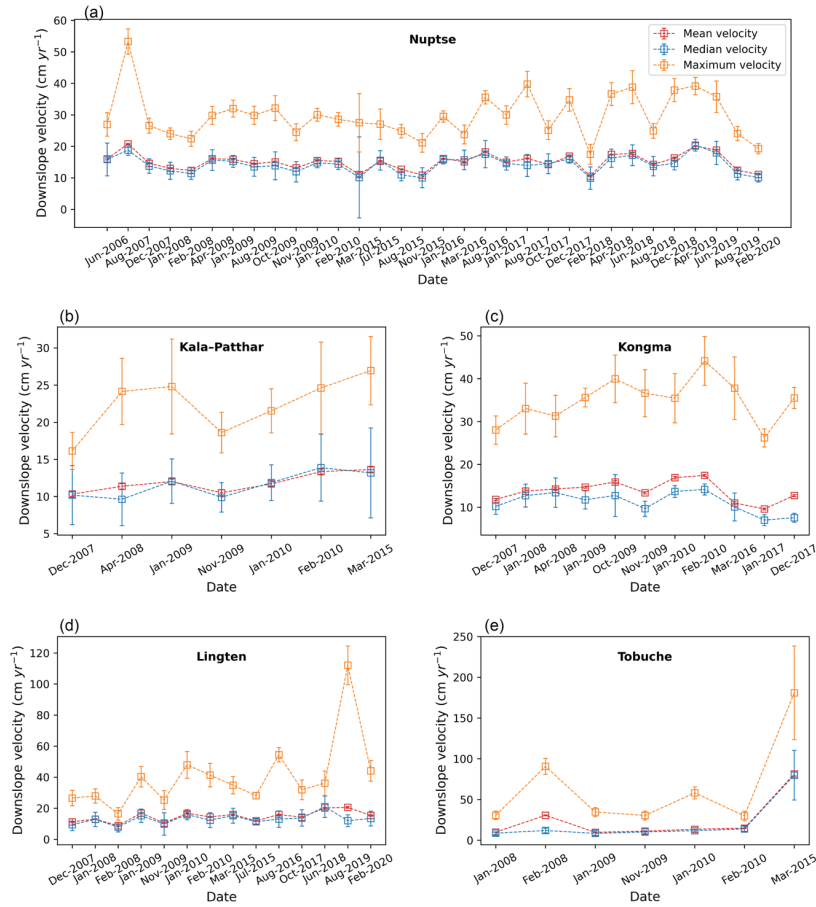 (a)
Nuptse
Mean velocity
Median velocity
Maximum velocity
60
50
40
30
20
10
0
Downslope velocity (cm yr−1)
Jun-2006
Aug-2007
Dec-2007
Jan-2008
Feb-2008
Apr-2008
Jan-2009
Aug-2009
Oct-2009
Nov-2009
Jan-2010
Feb-2010
Mar-2015
Jul-2015
Aug-2015
Nov-2015
Jan-2016
Mar-2016
Aug-2016
Jan-2017
Aug-2017
Oct-2017
Dec-2017
Feb-2018
Apr-2018
Jun-2018
Aug-2018
Dec-2018
Apr-2019
Jun-2019
Aug-2019
Feb-2020
Date
(b)
Kala–Patthar
30
25
20
15
10
5
Downslope velocity (cm yr−1)
Dec-2007
Apr-2008
Jan-2009
Nov-2009
Jan-2010
Feb-2010
Mar-2015
Date
(c)
Kongma
50
40
30
20
10
Downslope velocity (cm yr−1)
Dec-2007
Jan-2008
Apr-2008
Jan-2009
Oct-2009
Nov-2009
Jan-2010
Feb-2010
Mar-2016
Jan-2017
Dec-2017
Date
(d)
Lingten
120
100
80
60
40
20
0
Downslope velocity (cm yr−1)
Dec-2007
Jan-2008
Feb-2008
Jan-2009
Nov-2009
Jan-2010
Feb-2010
Mar-2015
Jul-2015
Aug-2016
Oct-2017
Jun-2018
Aug-2019
Feb-2020
Date
(e)
Tobuche
250
200
150
100
50
0
Downslope velocity (cm yr−1)
Jan-2008
Feb-2008
Jan-2009
Nov-2009
Jan-2010
Feb-2010
Mar-2015
Date